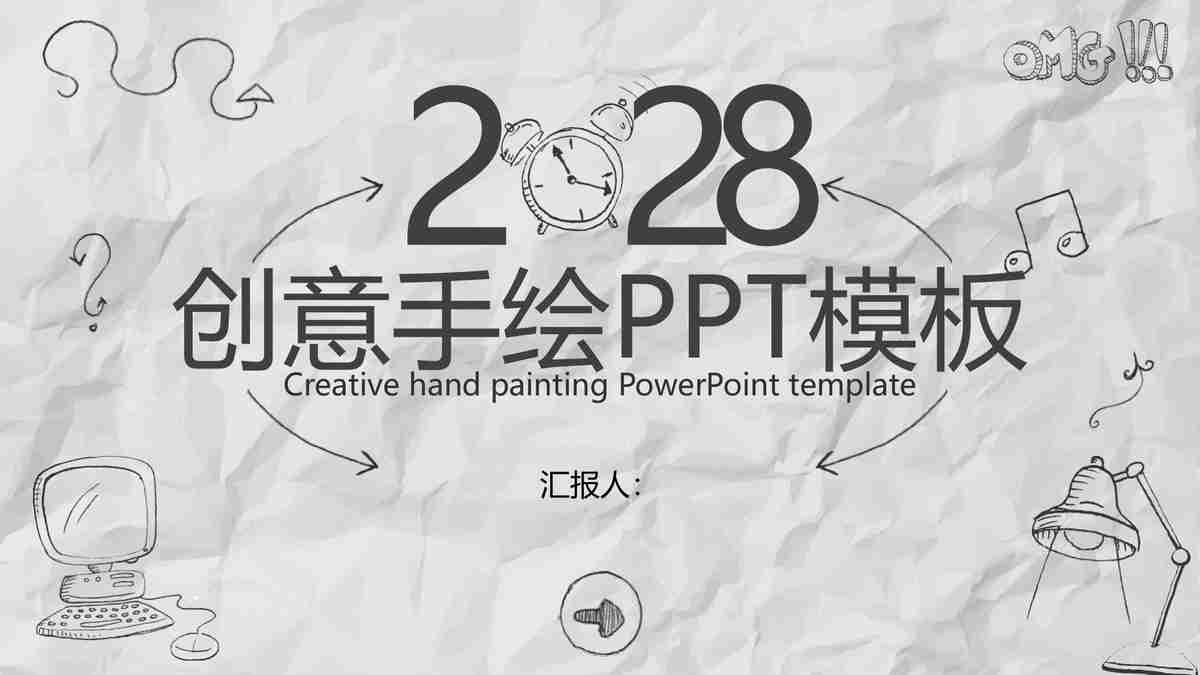 OMG!!!
2028
创意手绘PPT模板
Creative hand painting PowerPoint template
汇报人：